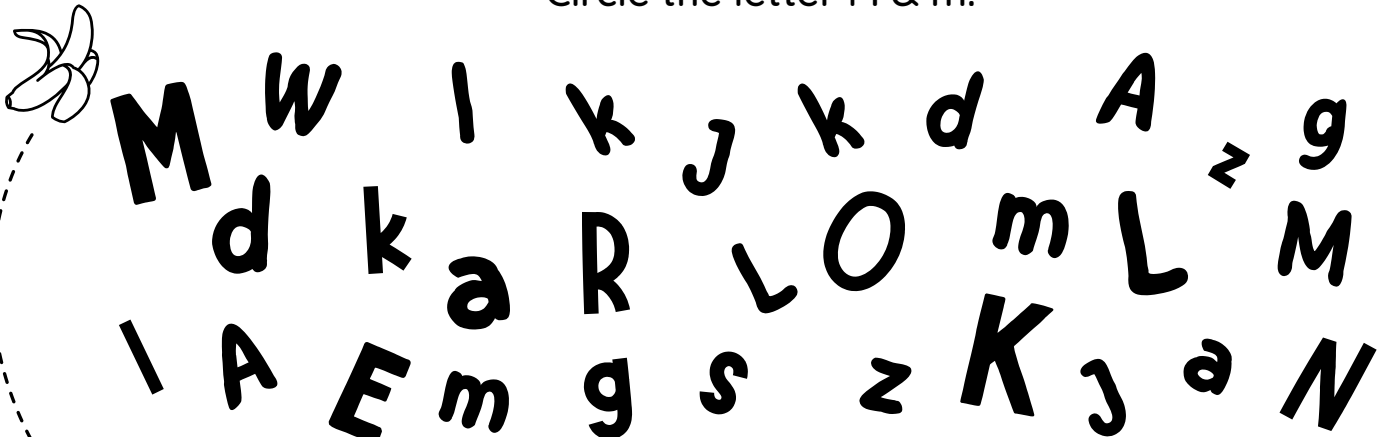 Circle the letter M & m.
M W l k J k d A z g
d k a R L O m L M
l A E m g s z K J a N